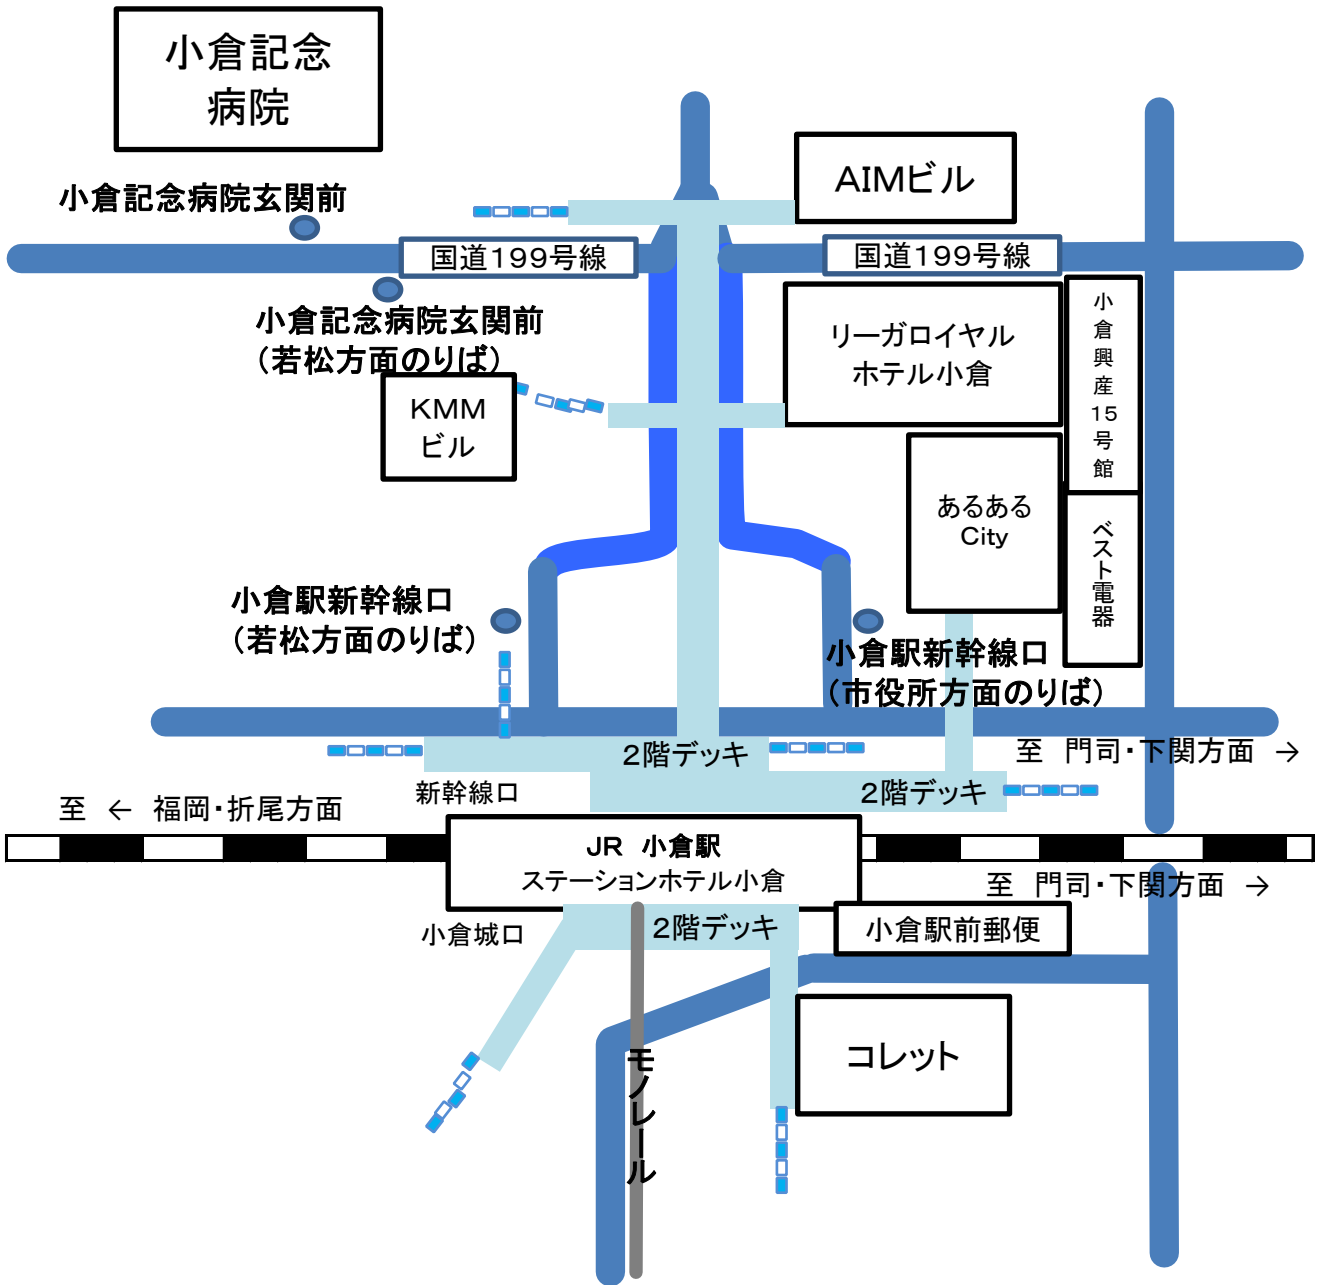 小倉記念
病院
AIMビル
小倉記念病院玄関前
国道199号線
国道199号線
小倉記念病院玄関前
（若松方面のりば）
リーガロイヤル
ホテル小倉
小倉興産15号館
KMM
ビル
あるある
City
ベスト電器
小倉駅新幹線口
（若松方面のりば）
小倉駅新幹線口
（市役所方面のりば）
2階デッキ
至　門司・下関方面　→
新幹線口
2階デッキ
至　←　福岡・折尾方面
JR　小倉駅
ステーションホテル小倉
至　門司・下関方面　→
小倉城口
2階デッキ
小倉駅前郵便
コレット
モノレール